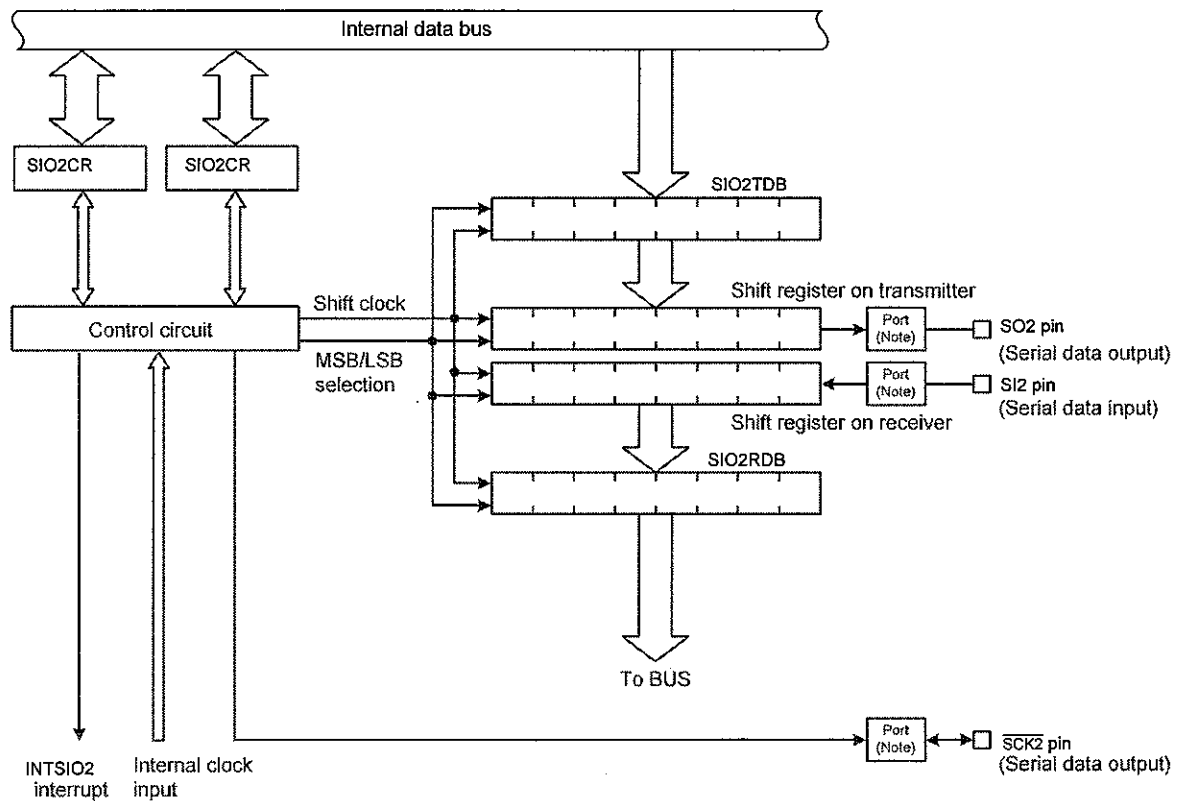 Internal data bus
SIO2CR
SIO2CR
SIO2TDB
Shift clock
Shift register on transmitter
Control circuit
MSB/LSB
selection
Port
(Note)
SO2 pin
(Serial data output)
Port
(Note)
SI2 pin
(Serial data input)
Shift register on receiver
SIO2RDB
To BUS
Port
(Note)
SCK2 pin
(Serial data output)
INTSIO2
interrupt
Internal clock
input